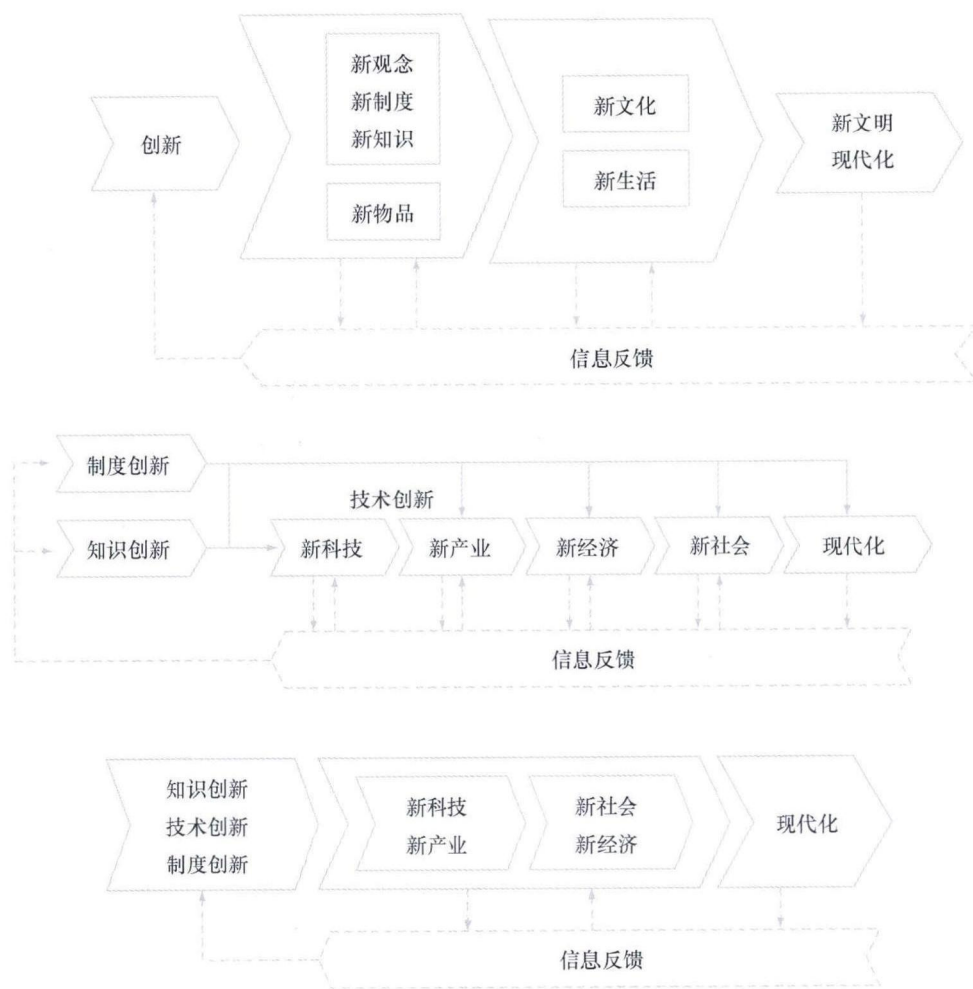 创新
新观念
新制度
新知识
新物品
新文化
新生活
新文明
现代化
信息反馈
制度创新
知识创新
技术创新
新科技
新产业
新经济
新社会
现代化
信息反馈
知识创新
技术创新
制度创新
新科技
新产业
新社会
新经济
现代化
信息反馈